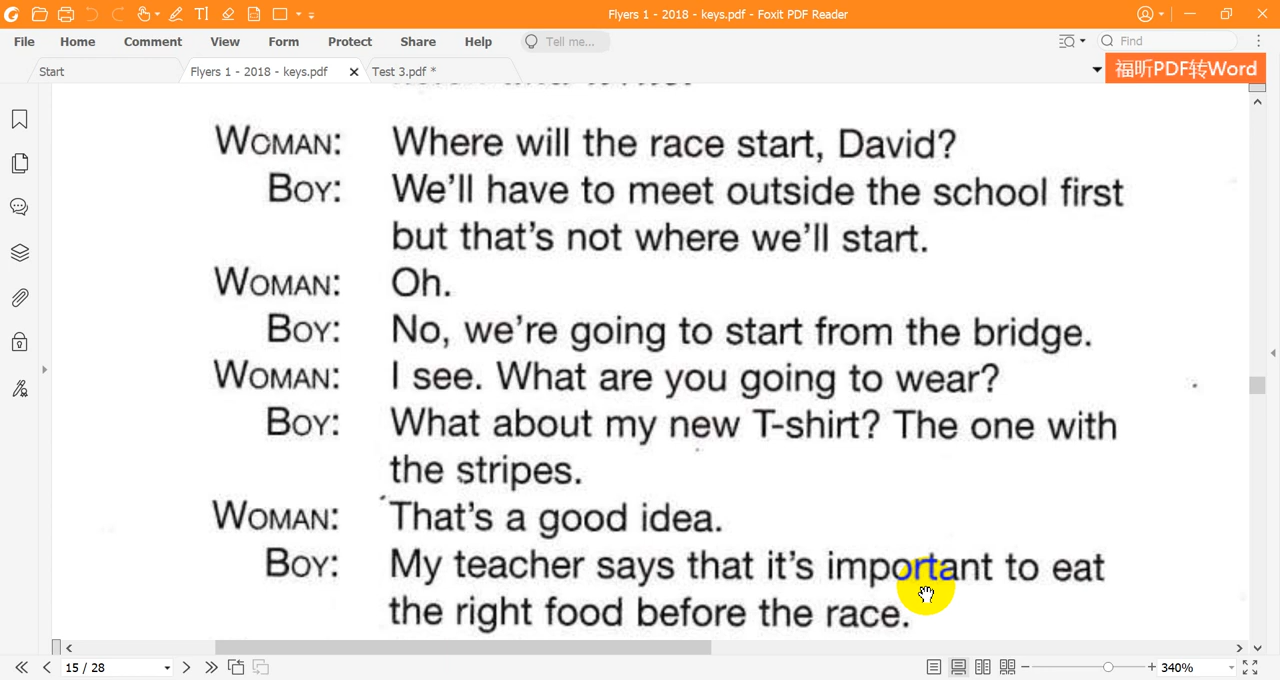 Flyers 1 - 2018 - keys.pdf - Foxit PDF Reader
File Home Comment View Form Protect Share Help Tell me... Find
Start Flyers 1 - 2018 - keys.pdf Test 3.pdf * 福昕PDF转Word
WOMAN: Where will the race start, David?
BOY: We'll have to meet outside the school first
but that's not where we'll start.
WOMAN: Oh.
BOY: No, we're going to start from the bridge.
WOMAN: I see. What are you going to wear?
BOY: What about my new T-shirt? The one with
the stripes.
WOMAN: That's a good idea.
BOY: My teacher says that it's important to eat
the right food before the race.
15 / 28 340%